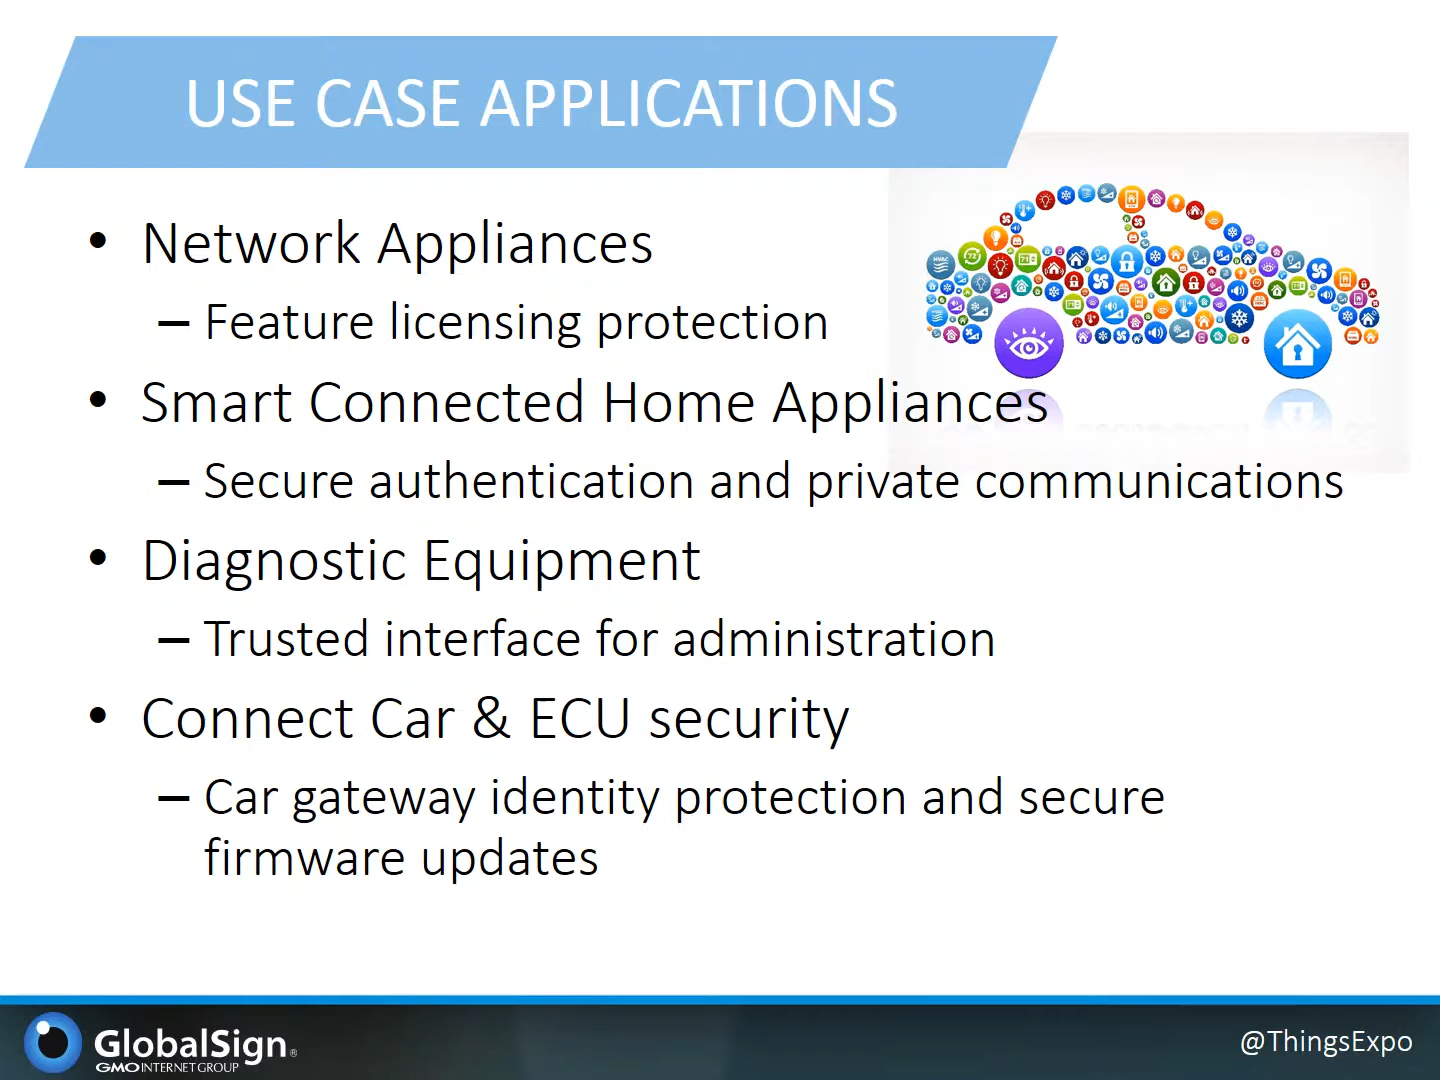 USE CASE APPLICATIONS
• Network Appliances
– Feature licensing protection
• Smart Connected Home Appliances
– Secure authentication and private communications
• Diagnostic Equipment
– Trusted interface for administration
• Connect Car & ECU security
– Car gateway identity protection and secure
firmware updates
GlobalSign®
GMO INTERNET GROUP
@ThingsExpo